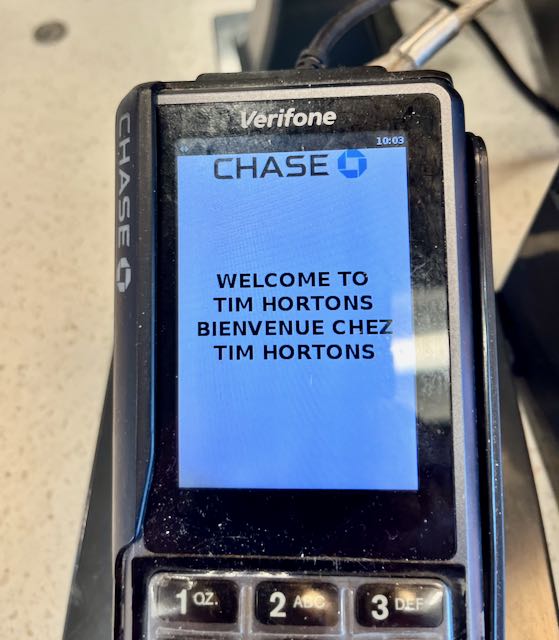 Verifone
10:03
CHASE
CHASE
WELCOME TO
TIM HORTONS
BIENVENUE CHEZ
TIM HORTONS
1 QZ.
2 ABC
3 DEF